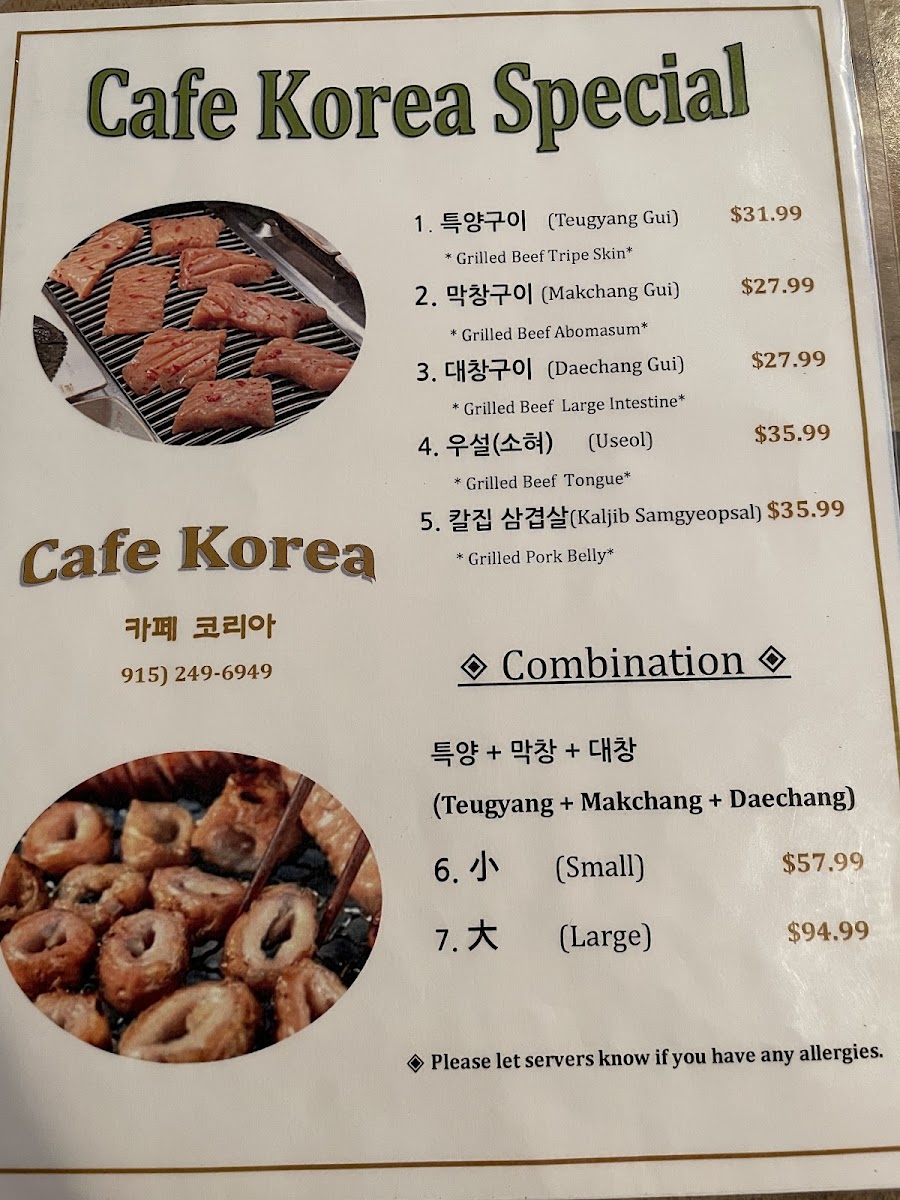 Cafe Korea Special
1. 특양구이 (Teugyang Gui) $31.99
* Grilled Beef Tripe Skin*
2. 막창구이 (Makchang Gui) $27.99
* Grilled Beef Abomasum*
3. 대창구이 (Daechang Gui) $27.99
* Grilled Beef Large Intestine*
4. 우설(소혀) (Useol) $35.99
* Grilled Beef Tongue*
5. 칼집 삼겹살(Kaljib Samgyeopsal) $35.99
* Grilled Pork Belly*
Cafe Korea
카페 코리아
915) 249-6949
◈ Combination ◈
특양 + 막창 + 대창
(Teugyang + Makchang + Daechang)
6. 小 (Small) $57.99
7. 大 (Large) $94.99
◈ Please let servers know if you have any allergies.